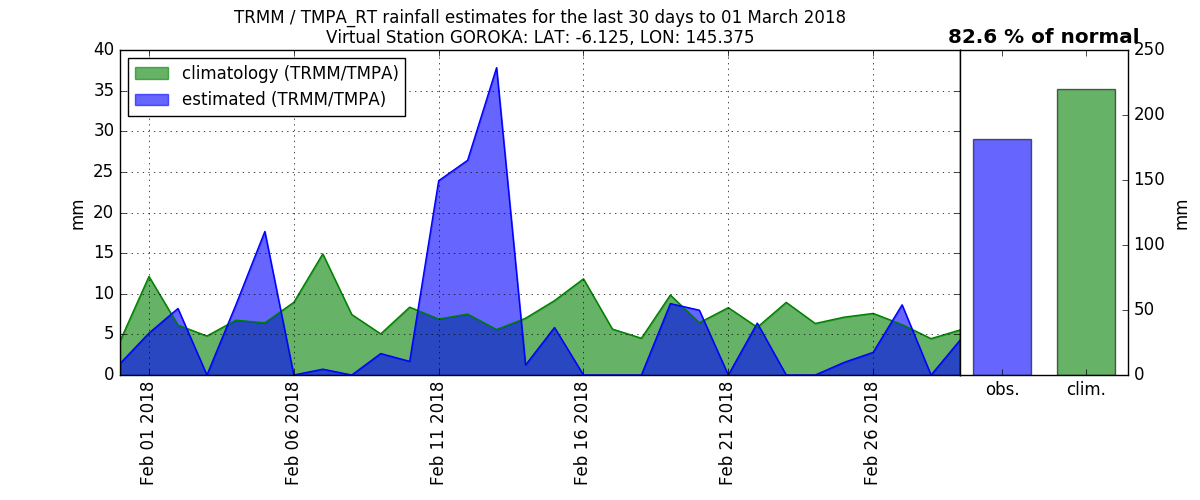 TRMM / TMPA_RT rainfall estimates for the last 30 days to 01 March 2018
Virtual Station GOROKA: LAT: -6.125, LON: 145.375
82.6 % of normal
climatology (TRMM/TMPA)
estimated (TRMM/TMPA)
40
35
30
25
20
15
10
5
0
mm
Feb 01 2018
Feb 06 2018
Feb 11 2018
Feb 16 2018
Feb 21 2018
Feb 26 2018
250
200
150
100
50
0
mm
obs.
clim.